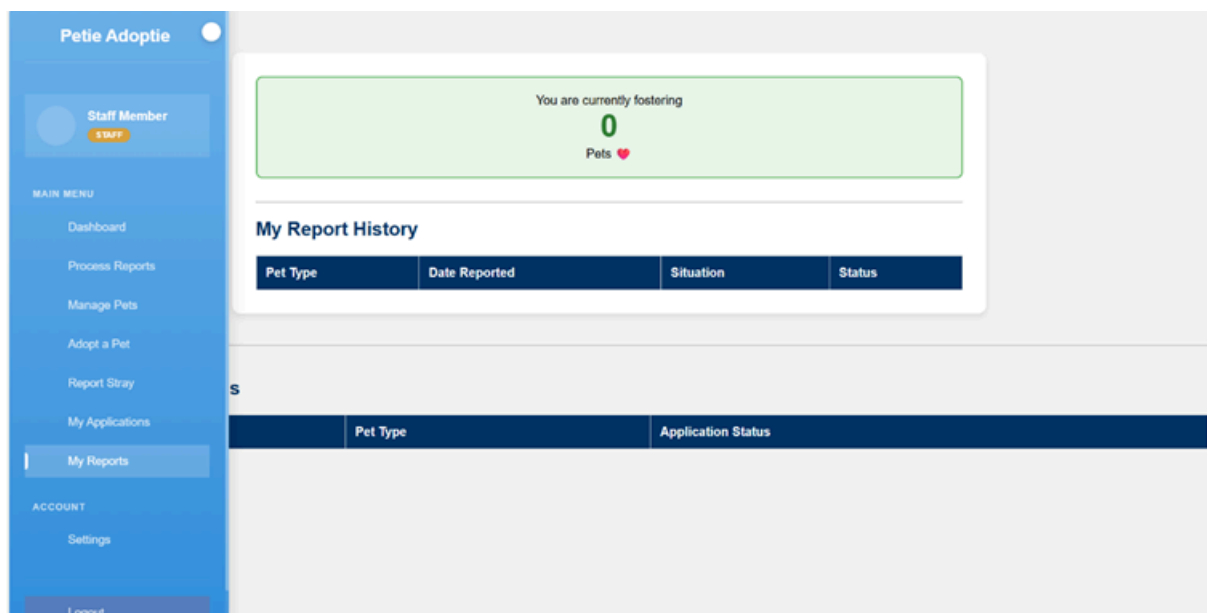 Petie Adoptie
Staff Member
STAFF
MAIN MENU
Dashboard
Process Reports
Manage Pets
Adopt a Pet
Report Stray
My Applications
My Reports
ACCOUNT
Settings
Logout
You are currently fostering
0
Pets
My Report History
Pet Type Date Reported Situation Status
s
Pet Type Application Status